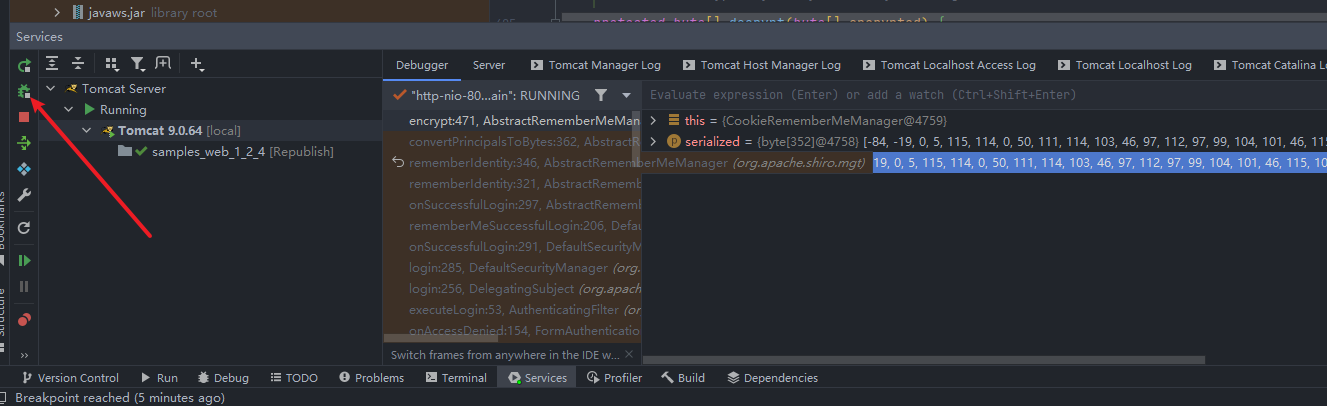 javaws.jar library root
protected byte[] decrypt(byte[] encrypted) {
Services
Debugger
Server
Tomcat Manager Log
Tomcat Host Manager Log
Tomcat Localhost Access Log
Tomcat Localhost Log
Tomcat Catalina L
Tomcat Server
Running
Tomcat 9.0.64 [local]
samples_web_1_2_4 [Republish]
"http-nio-80...ain": RUNNING
encrypt:471, AbstractRememberMeMan
convertPrincipalsToBytes:362, AbstractR
rememberIdentity:346, AbstractRememberMeManager (org.apache.shiro.mgt)
rememberIdentity:321, AbstractRemem
onSuccessfulLogin:297, AbstractRemem
rememberMeSuccessfulLogin:206, Defau
onSuccessfulLogin:291, DefaultSecurityM
login:285, DefaultSecurityManager (org.
login:256, DelegatingSubject (org.apach
executeLogin:53, AuthenticatingFilter (or
onAccessDenied:154, FormAuthenticatio
Switch frames from anywhere in the IDE w...
Evaluate expression (Enter) or add a watch (Ctrl+Shift+Enter)
this = {CookieRememberMeManager@4759}
serialized = {byte[352]@4758} [-84, -19, 0, 5, 115, 114, 0, 50, 111, 114, 103, 46, 97, 112, 97, 99, 104, 101, 46, 115
19, 0, 5, 115, 114, 0, 50, 111, 114, 103, 46, 97, 112, 97, 99, 104, 101, 46, 115, 10
Version Control
Run
Debug
TODO
Problems
Terminal
Services
Profiler
Build
Dependencies
Breakpoint reached (5 minutes ago)